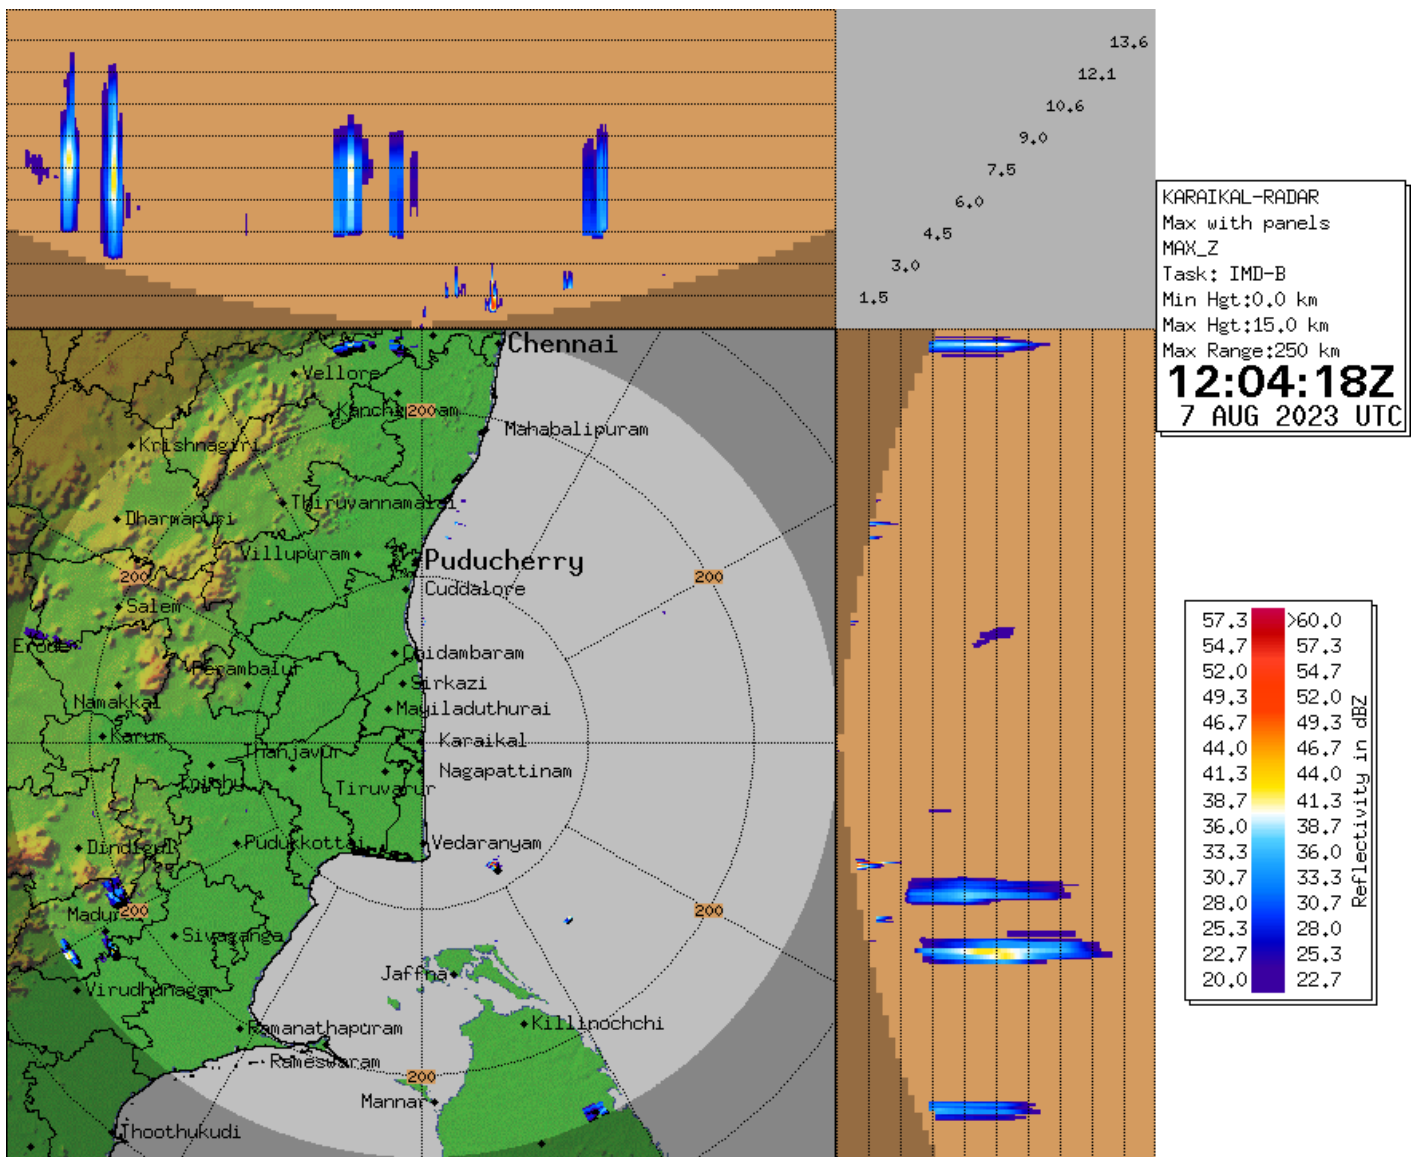 13.6
12.1
10.6
9.0
7.5
6.0
4.5
3.0
1.5
KARAIKAL-RADAR
Max with panels
MAX_Z
Task: IMD-B
Min Hgt:0.0 km
Max Hgt:15.0 km
Max Range:250 km
12:04:18Z
7 AUG 2023 UTC
Chennai
Vellore
200
Mahabalipuram
Krishnagiri
Thiruvannamalai
Dharmapuri
Villupuram
Puducherry
200
200
Cuddalore
Salem
Erode
Chidambaram
Perambalur
Sirkazi
Namakkal
Mayiladuthurai
Karur
Karaikal
Thanjavur
Nagapattinam
Tiruvarur
Dindigul
Pudukkottai
Vedaranyam
200
200
Sivaganga
Jaffna
Virudhunagar
Killinochchi
Ramanathapuram
Rameswaram
200
Mannar
Thoothukudi
57.3 >60.0
54.7 57.3
52.0 54.7
49.3 52.0
46.7 49.3
44.0 46.7
41.3 44.0
38.7 41.3
36.0 38.7
33.3 36.0
30.7 33.3
28.0 30.7
25.3 28.0
22.7 25.3
20.0 22.7
Reflectivity in dBZ